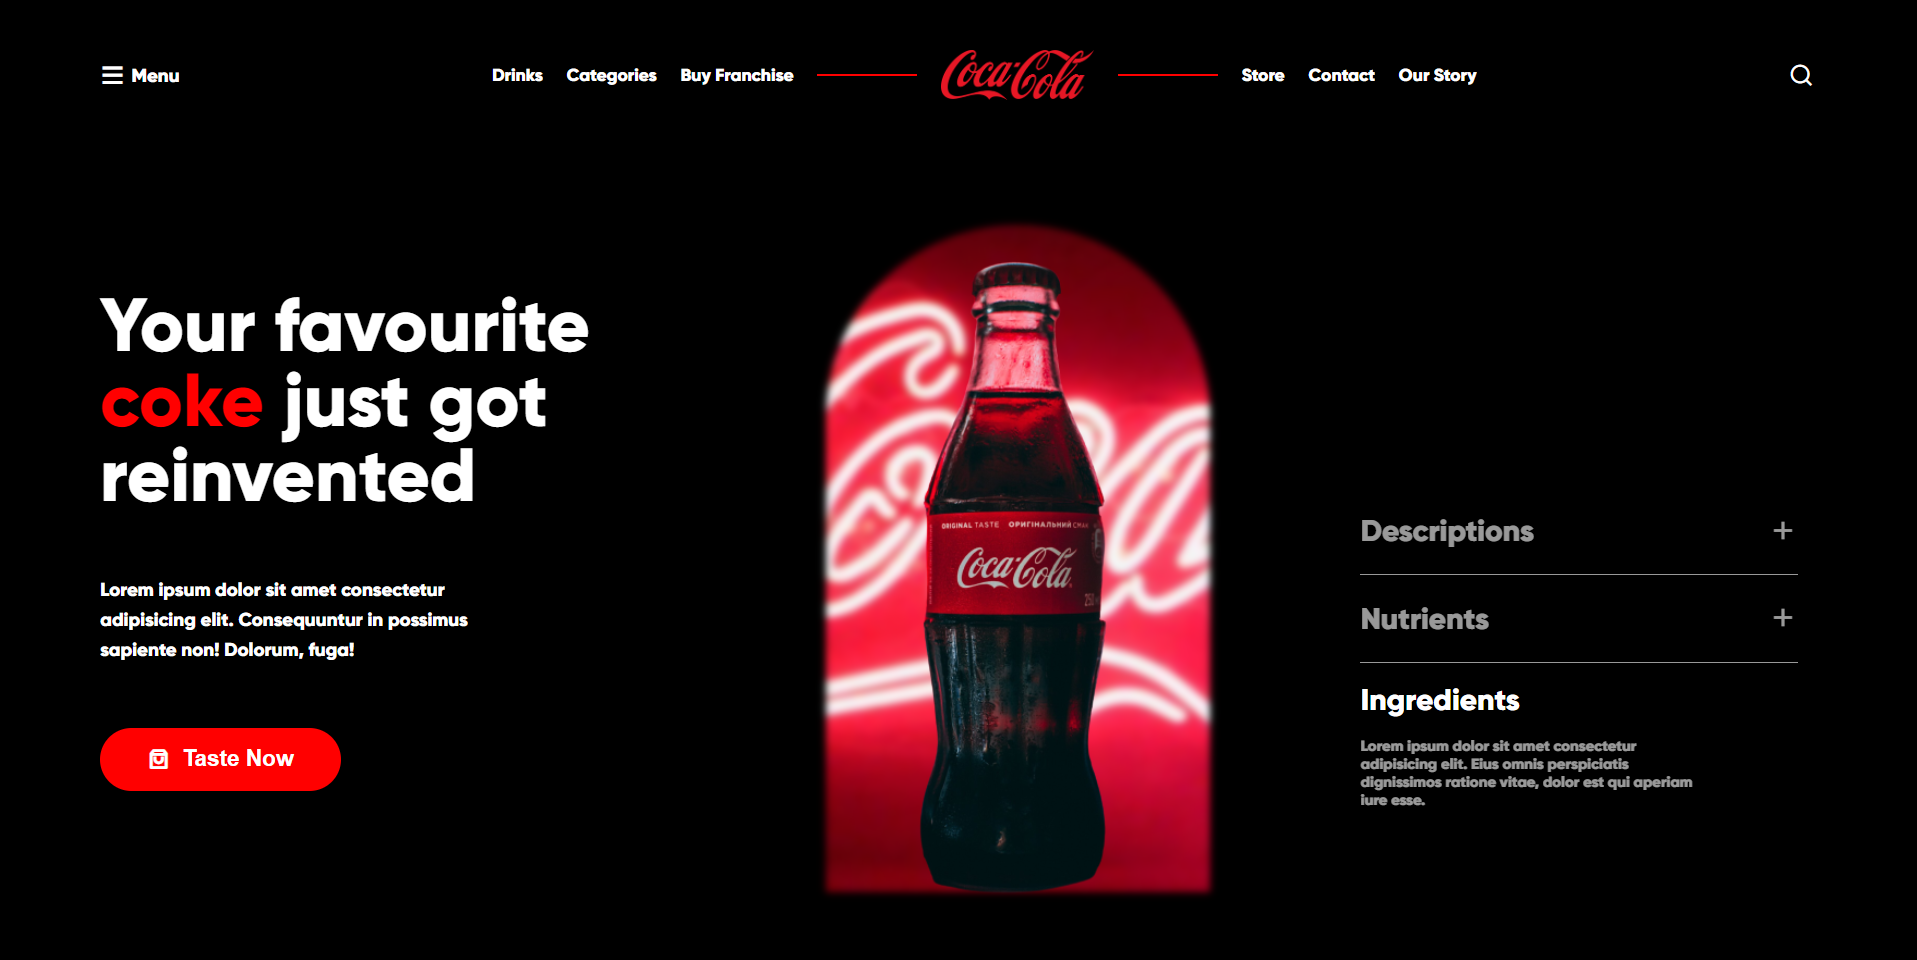 Menu
Drinks Categories Buy Franchise Coca-Cola Store Contact Our Story
Your favourite
coke just got
reinvented
Lorem ipsum dolor sit amet consectetur
adipisicing elit. Consequuntur in possimus
sapiente non! Dolorum, fuga!
Taste Now
ORIGINAL TASTE ОРИГІНАЛЬНИЙ СМАК
Coca-Cola
Descriptions
Nutrients
Ingredients
Lorem ipsum dolor sit amet consectetur
adipisicing elit. Eius omnis perspiciatis
dignissimos ratione vitae, dolor est qui aperiam
iure esse.